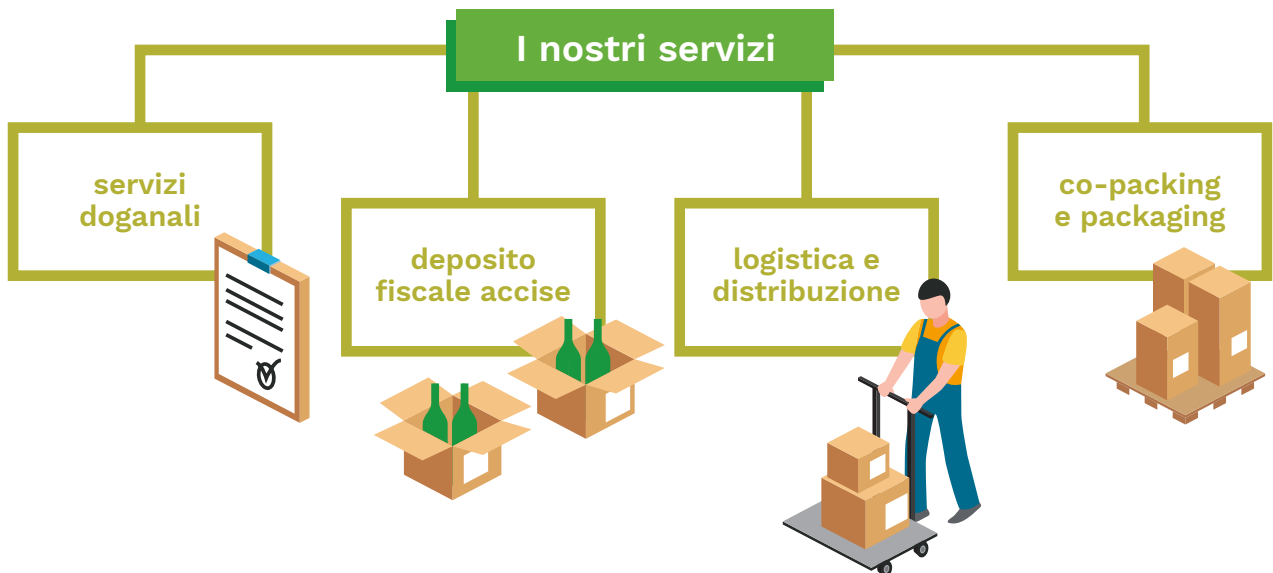 I nostri servizi
servizi
doganali
deposito
fiscale accise
logistica e
distribuzione
co-packing
e packaging